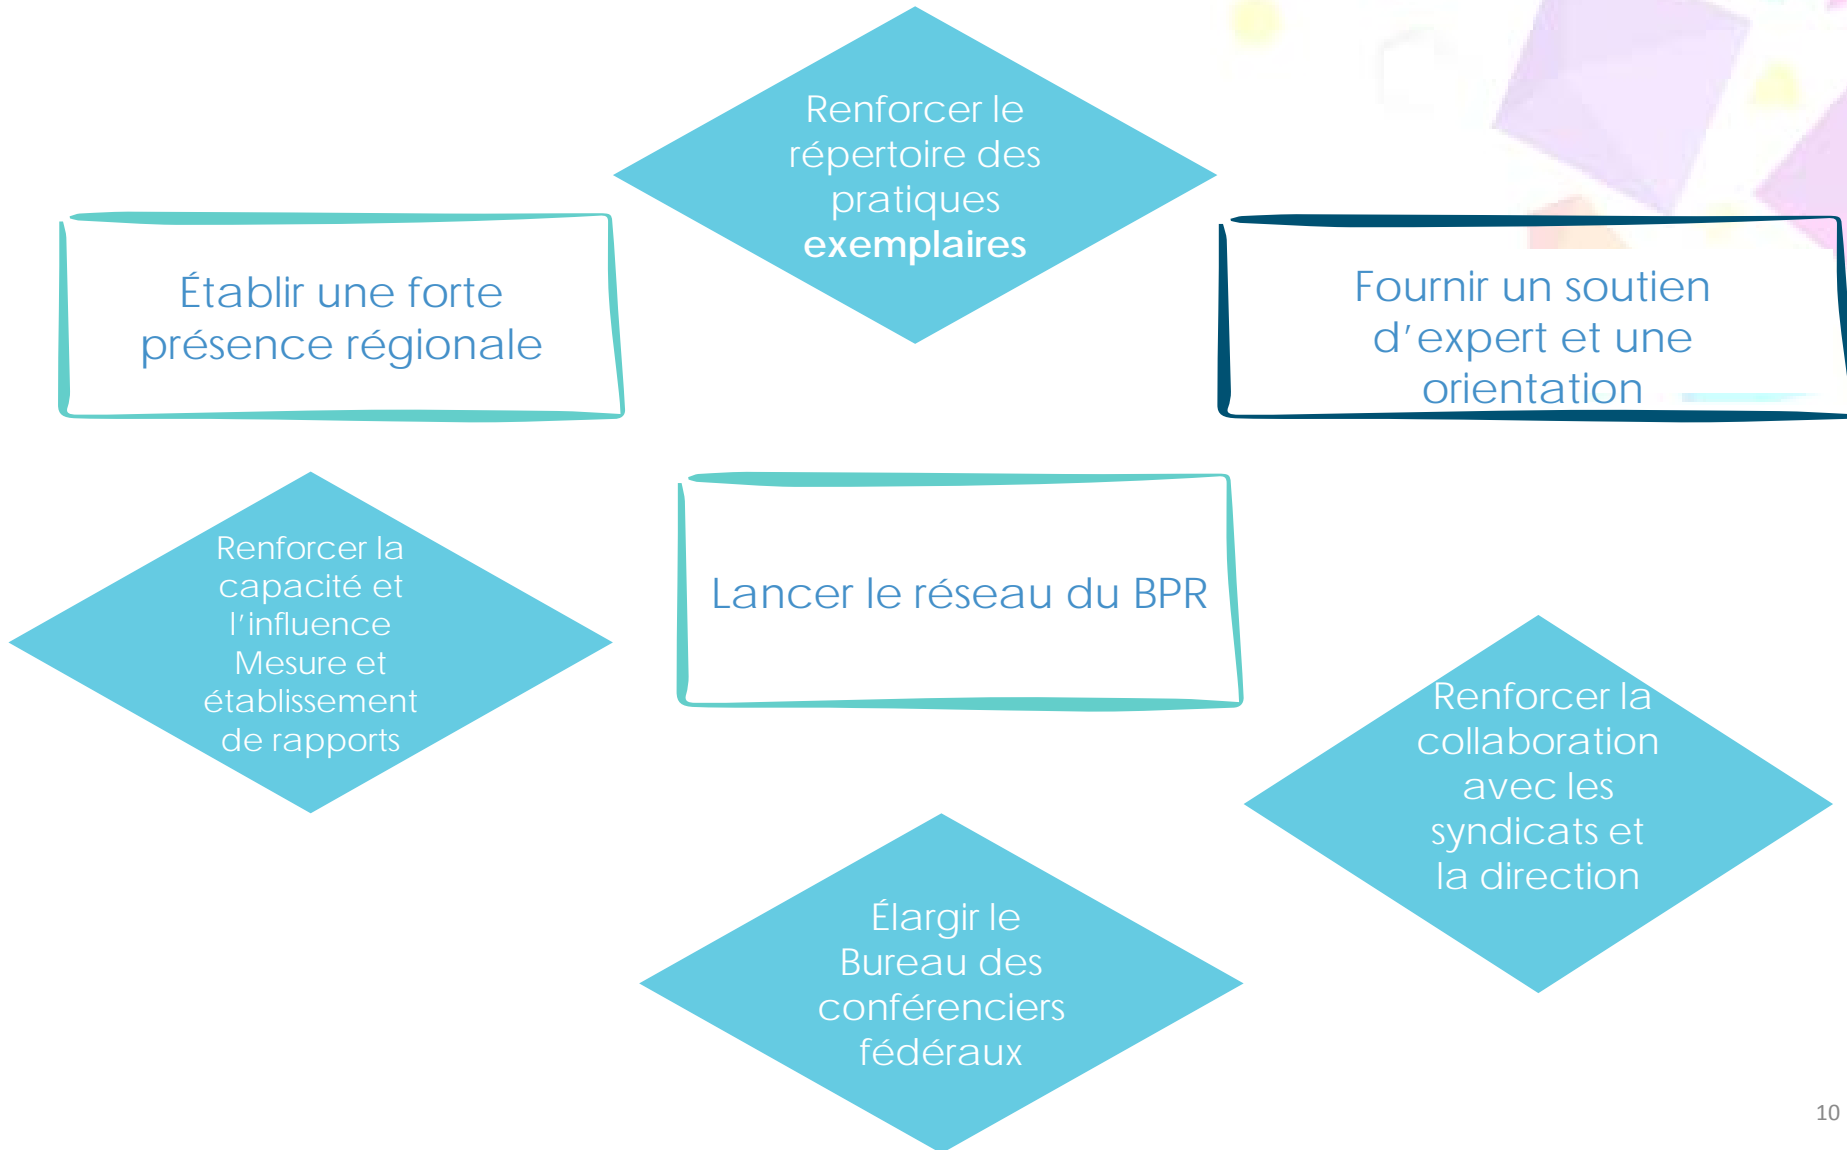 Renforcer le
répertoire des
pratiques
exemplaires
Établir une forte
présence régionale
Fournir un soutien
d’expert et une
orientation
Renforcer la
capacité et
l’influence
Mesure et
établissement
de rapports
Lancer le réseau du BPR
Renforcer la
collaboration
avec les
syndicats et
la direction
Élargir le
Bureau des
conférenciers
fédéraux
10